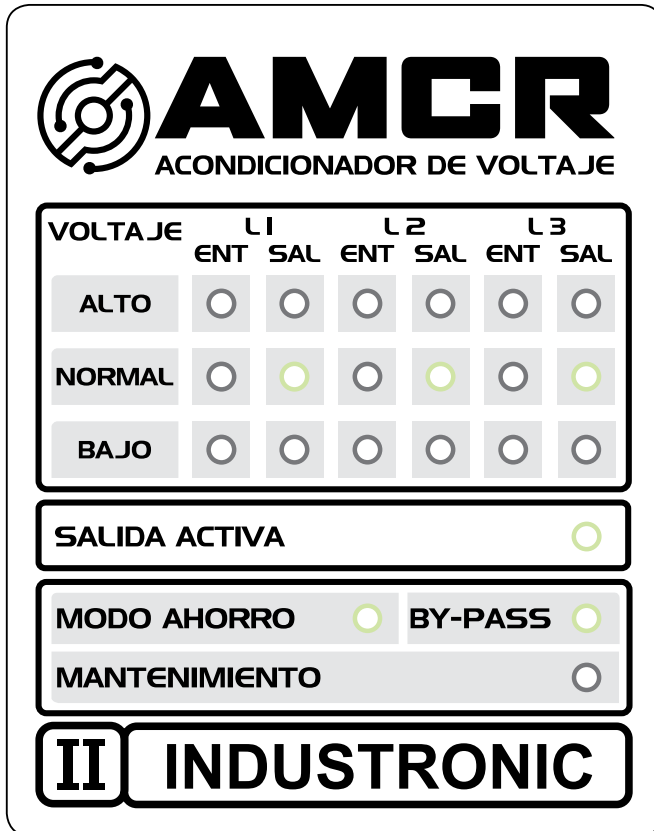 AMCR
ACONDICIONADOR DE VOLTAJE
VOLTAJE L1 L2 L3
ENT SAL ENT SAL ENT SAL
ALTO
NORMAL
BAJO
SALIDA ACTIVA
MODO AHORRO BY-PASS
MANTENIMIENTO
II INDUSTRONIC